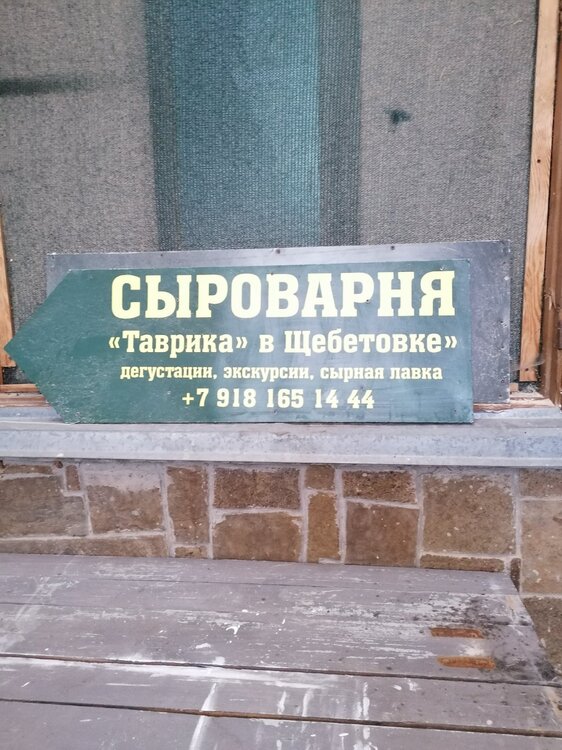 СЫРОВАРНЯ
«Таврика» в Щебетовке»
дегустации, экскурсии, сырная лавка
+7 918 165 14 44